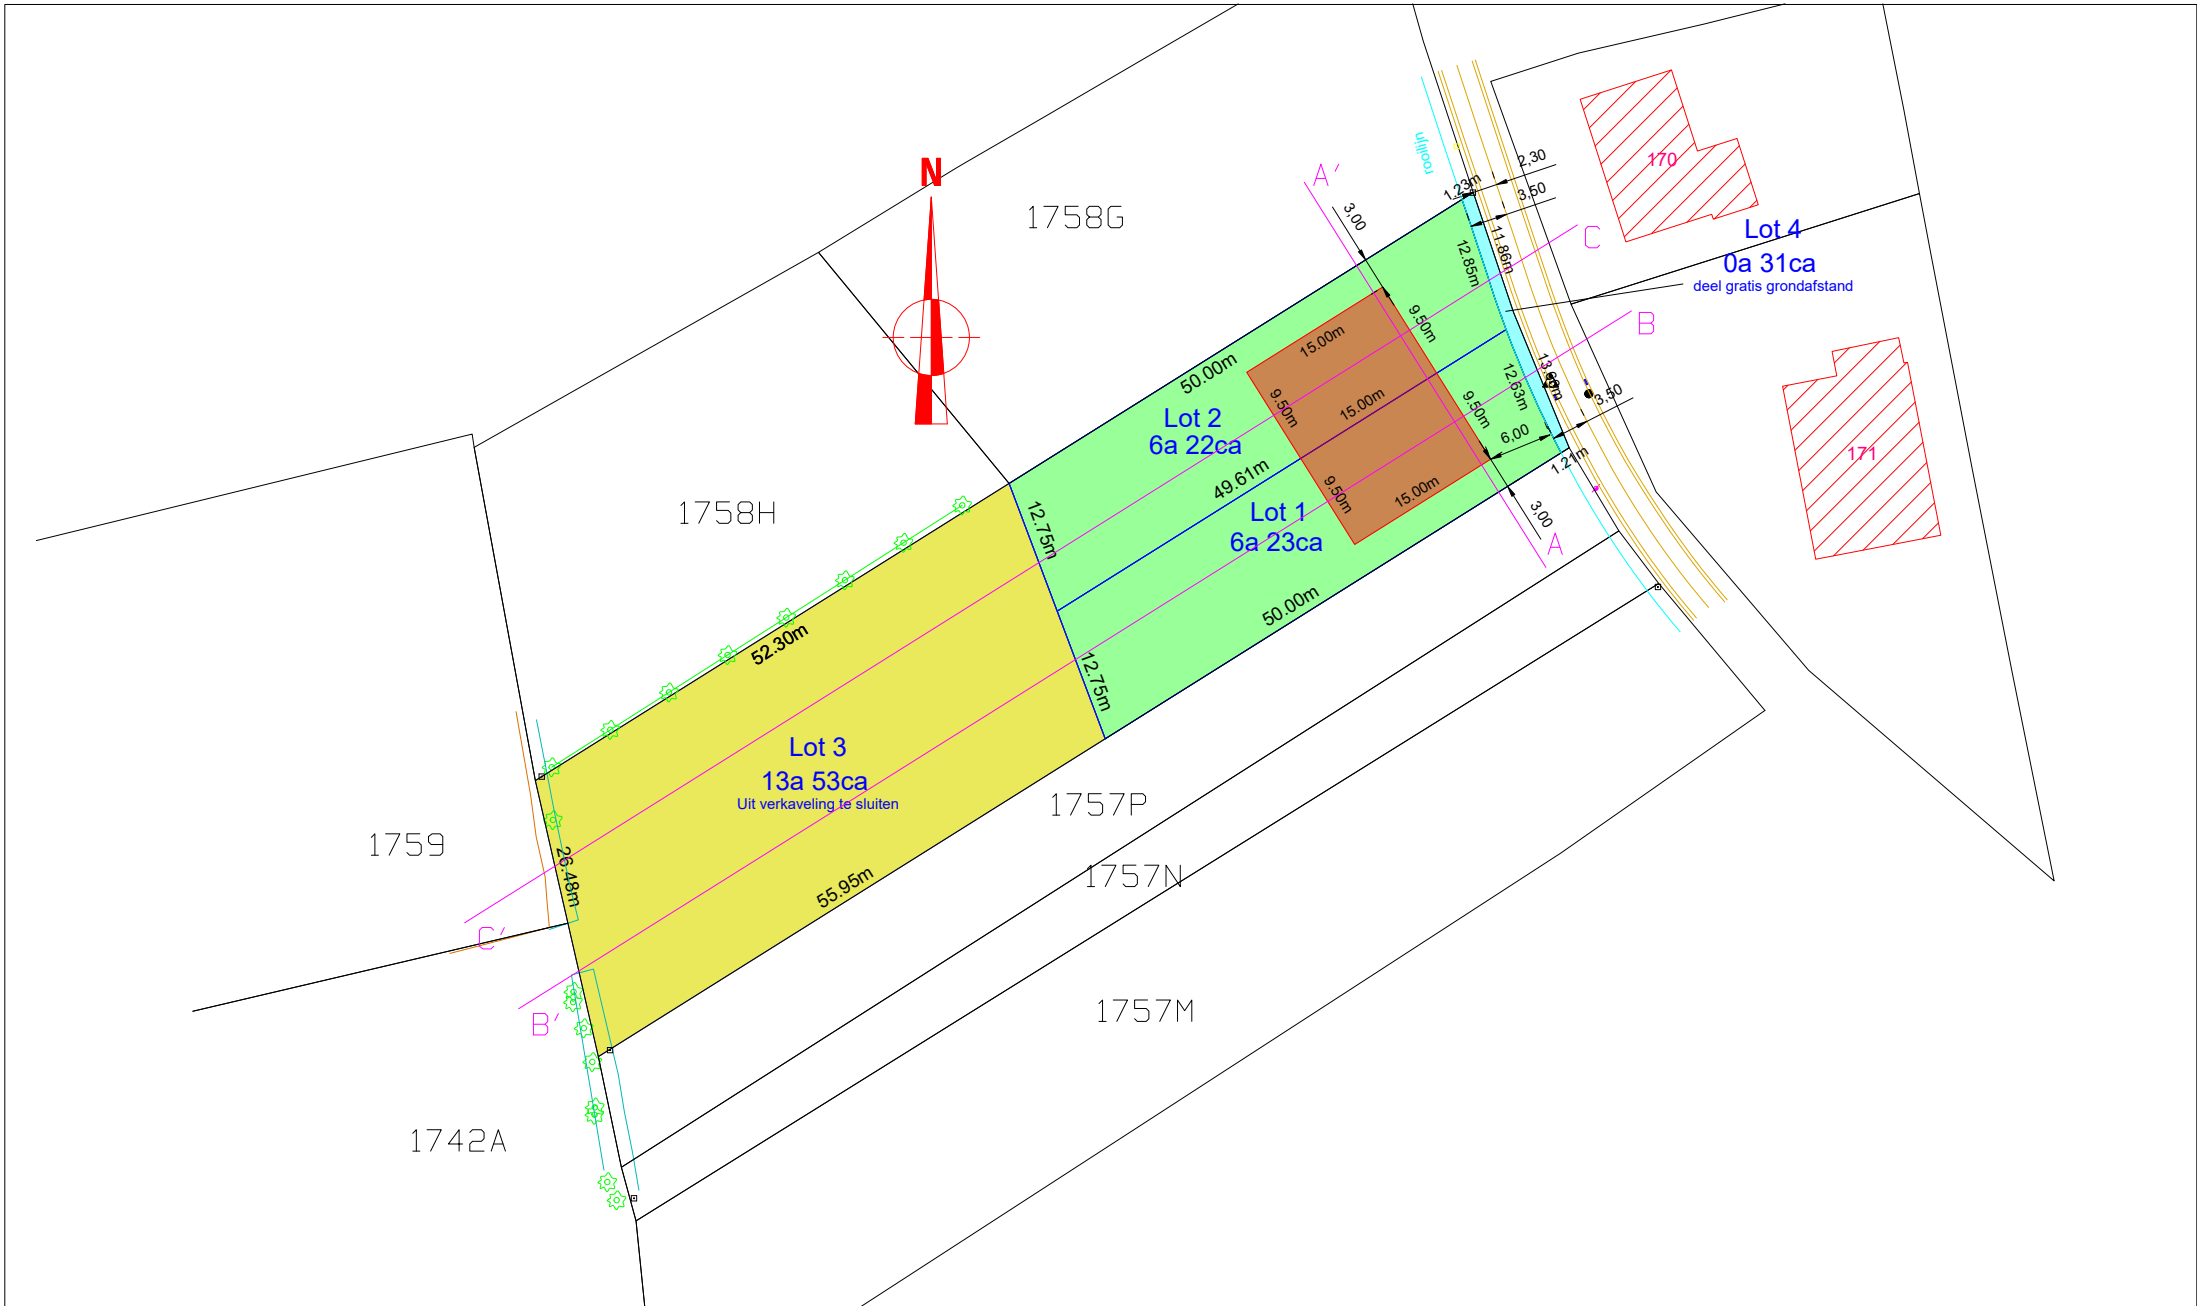 N
1758G
A'
3,00
rooilijn
1.23m
2,30
3,50
11.86m
12.85m
C
170
Lot 4
0a 31ca
deel gratis grondafstand
B
171
9.50m
15.00m
50.00m
Lot 2
6a 22ca
9.50m
15.00m
9.50m
12.63m
3,50
6,00
1.21m
49.61m
9.50m
15.00m
Lot 1
6a 23ca
3,00
A
1758H
12.75m
50.00m
52.30m
12.75m
Lot 3
13a 53ca
Uit verkaveling te sluiten
1757P
1759
26.48m
55.95m
1757N
C'
B'
1757M
1742A